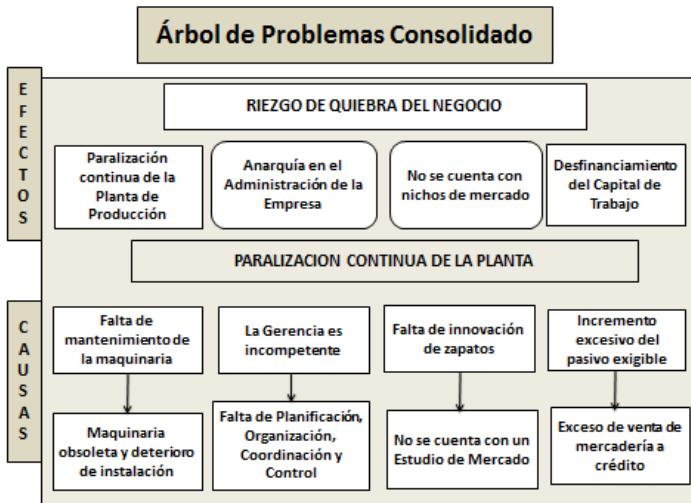 Árbol de Problemas Consolidado
EFECTOS
RIEZGO DE QUIEBRA DEL NEGOCIO
Paralización
continua de la
Planta de
Producción
Anarquía en el
Administración de la
Empresa
No se cuenta con
nichos de mercado
Desfinanciamiento
del Capital de
Trabajo
PARALIZACION CONTINUA DE LA PLANTA
CAUSAS
Falta de
mantenimiento de
la maquinaria
La Gerencia es
incompetente
Falta de innovación
de zapatos
Incremento
excesivo del
pasivo exigible
Maquinaria
obsoleta y deterioro
de instalación
Falta de Planificación,
Organización,
Coordinación y
Control
No se cuenta con un
Estudio de Mercado
Exceso de venta de
mercadería a
crédito